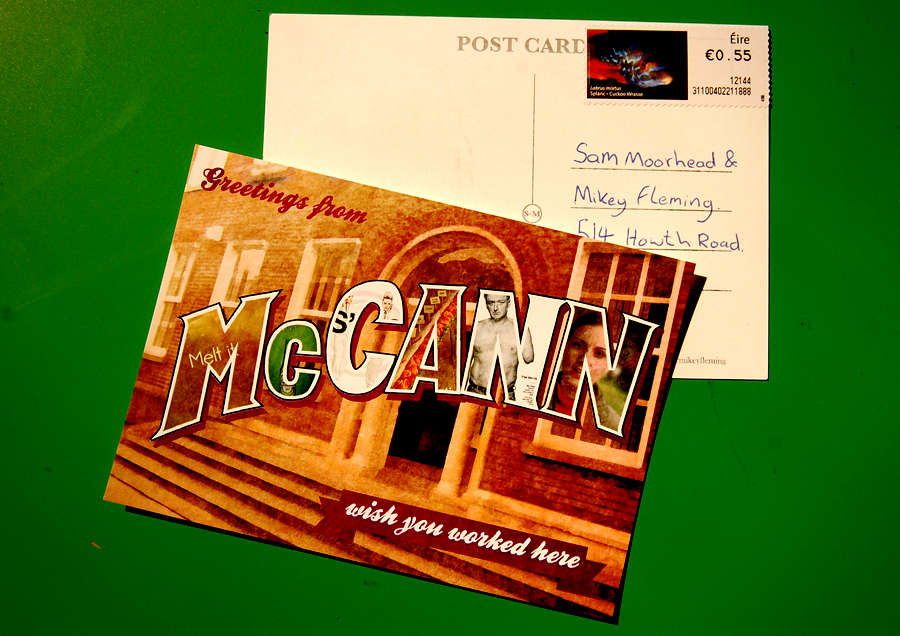 POST CARD
Éire
€0.55
12144
31100402211888
Labrus mixtus
Splanc - Cuckoo Wrasse
Sam Moorhead &
Mikey Fleming.
514 Howth Road.
S&M
mikeyfleming
Greetings from
McCANN
Melt it
S'
wish you worked here